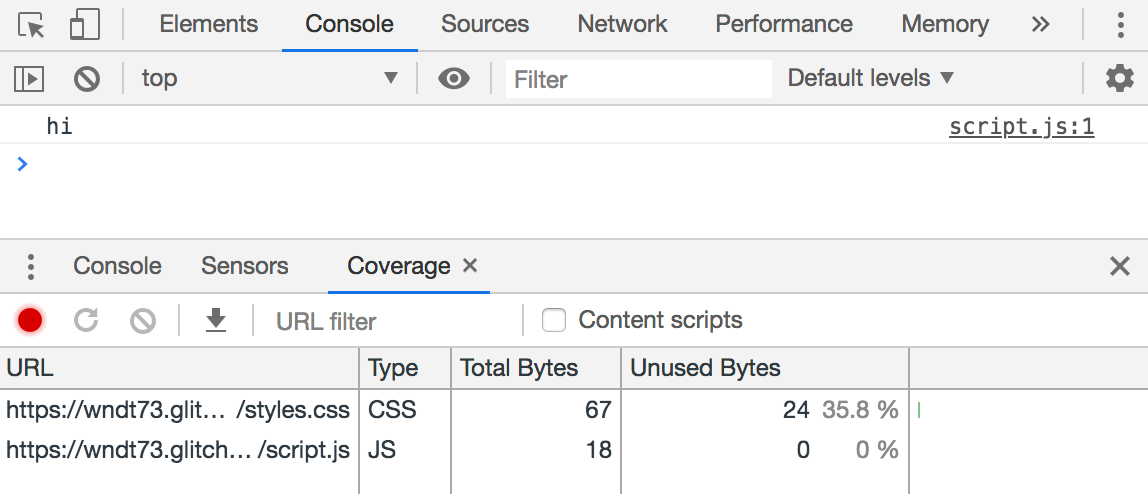 Elements Console Sources Network Performance Memory
top Filter Default levels
hi script.js:1
Console Sensors Coverage
URL filter Content scripts
URL Type Total Bytes Unused Bytes
https://wndt73.glit… /styles.css CSS 67 24 35.8 %
https://wndt73.glitch… /script.js JS 18 0 0 %